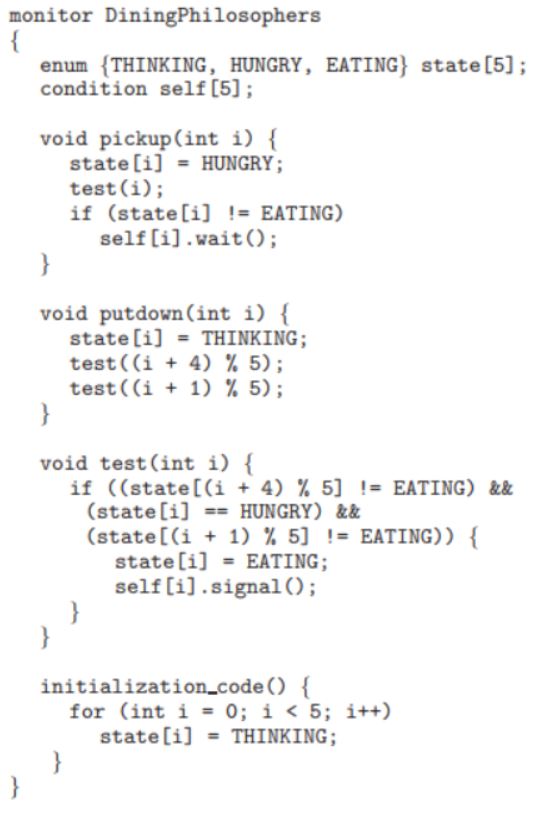 monitor DiningPhilosophers
{
   enum {THINKING, HUNGRY, EATING} state[5];
   condition self[5];

   void pickup(int i) {
      state[i] = HUNGRY;
      test(i);
      if (state[i] != EATING)
         self[i].wait();
   }

   void putdown(int i) {
      state[i] = THINKING;
      test((i + 4) % 5);
      test((i + 1) % 5);
   }

   void test(int i) {
      if ((state[(i + 4) % 5] != EATING) &&
       (state[i] == HUNGRY) &&
       (state[(i + 1) % 5] != EATING)) {
         state[i] = EATING;
         self[i].signal();
      }
   }

   initialization_code() {
      for (int i = 0; i < 5; i++)
         state[i] = THINKING;
    }
}